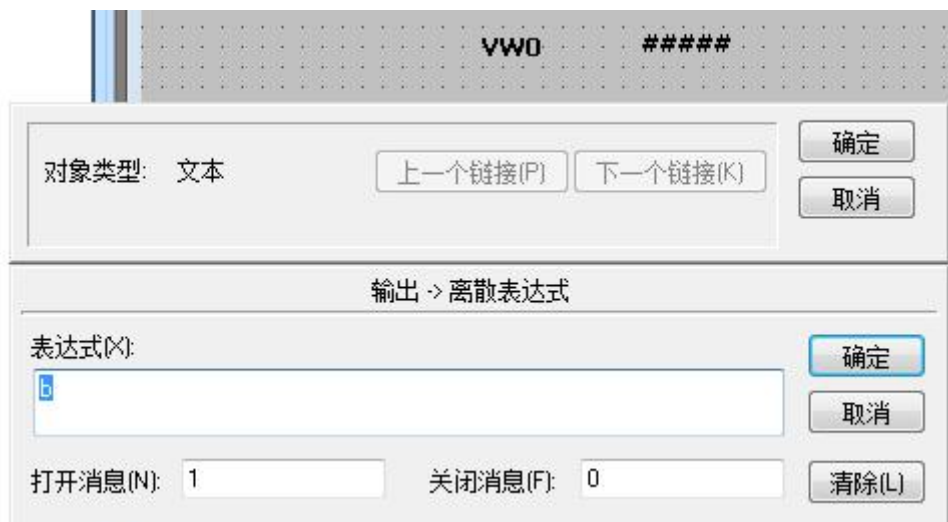 VW0 #####
对象类型: 文本 上一个链接(P) 下一个链接(K) 确定
取消
输出 -> 离散表达式
表达式(X):
确定
b
取消
打开消息(N): 1 关闭消息(F): 0 清除(L)